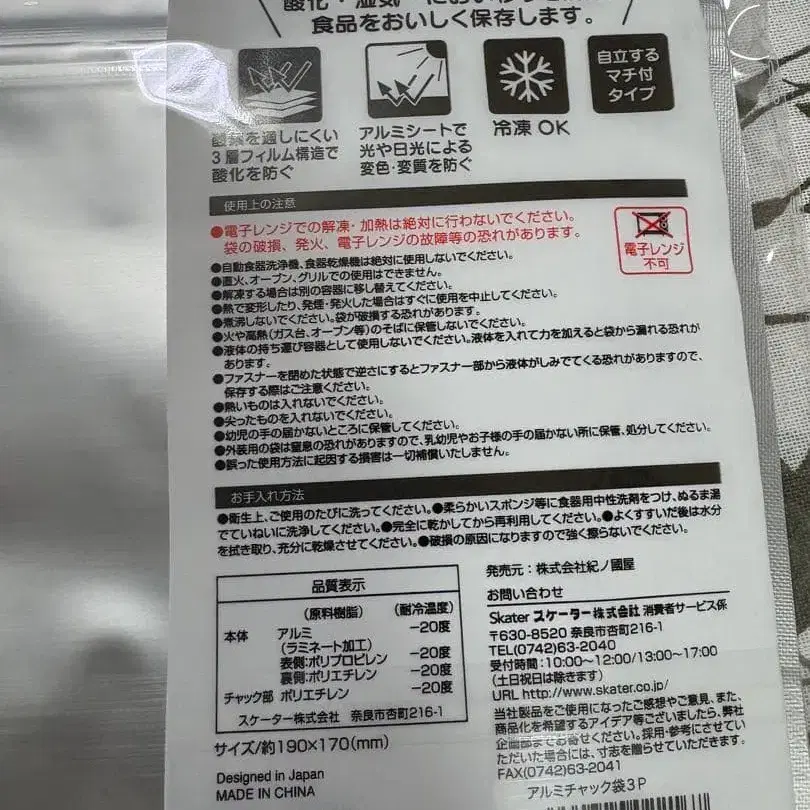 食品をおいしく保存します。
酸素を通しにくい
3層フィルム構造で
酸化を防ぐ
アルミシートで
光や日光による
変色・変質を防ぐ
冷凍 OK
自立する
マチ付
タイプ
使用上の注意
●電子レンジでの解凍・加熱は絶対に行わないでください。
袋の破損、発火、電子レンジの故障等の恐れがあります。
電子レンジ
不可
●自動食器洗浄機、食器乾燥機は絶対に使用しないでください。
●直火、オーブン、グリルでの使用はできません。
●解凍する場合は別の容器に移し替えてください。
●熱で変形したり、発煙・発火した場合はすぐに使用を中止してください。
●煮沸しないでください。袋が破損する恐れがあります。
●火や高熱(ガス台、オーブン等)のそばに保管しないでください。
●液体の持ち運び容器として使用しないでください。液体を入れて力を加えると袋から漏れる恐れが
あります。
●ファスナーを閉めた状態で逆さにするとファスナー部から液体がしみでてくる恐れがありますので、
保存する際はご注意ください。
●熱いものは入れないでください。
●尖ったものを入れないでください。
●幼児の手の届かないところに保管してください。
●外装用の袋は窒息の恐れがありますので、乳幼児やお子様の手の届かない所に保管、処分してください。
●誤った使用方法に起因する損害は一切補償いたしません。
お手入れ方法
●衛生上、ご使用のたびに洗ってください。●柔らかいスポンジ等に食器用中性洗剤をつけ、ぬるま湯
でていねいに洗浄してください。●完全に乾かしてから再利用してください。●よくすすいだ後は水分
を拭き取り、充分に乾燥させてください。●破損の原因になりますので強く擦らないでください。
品質表示
(原料樹脂) (耐冷温度)
本体 アルミ −20度
(ラミネート加工)
表側:ポリプロピレン −20度
裏側:ポリエチレン −20度
チャック部 ポリエチレン −20度
スケーター株式会社 奈良市杏町216-1
サイズ/約190×170(mm)
Designed in Japan
MADE IN CHINA
発売元：株式会社紀ノ國屋
お問い合わせ
Skater スケーター株式会社 消費者サービス係
〒630-8520 奈良市杏町216-1
TEL(0742)63-2040
受付時間：10:00〜12:00/13:00〜17:00
(土日祝日は除きます)
URL http://www.skater.co.jp/
当社製品をご使用になったご感想やご意見、また、
商品化を希望するアイデア等ございましたら、弊社
企画部までお寄せください。採用・参考にさせてい
ただいた場合には、寸志を贈らせていただきます。
FAX(0742)63-2041
アルミチャック袋3P